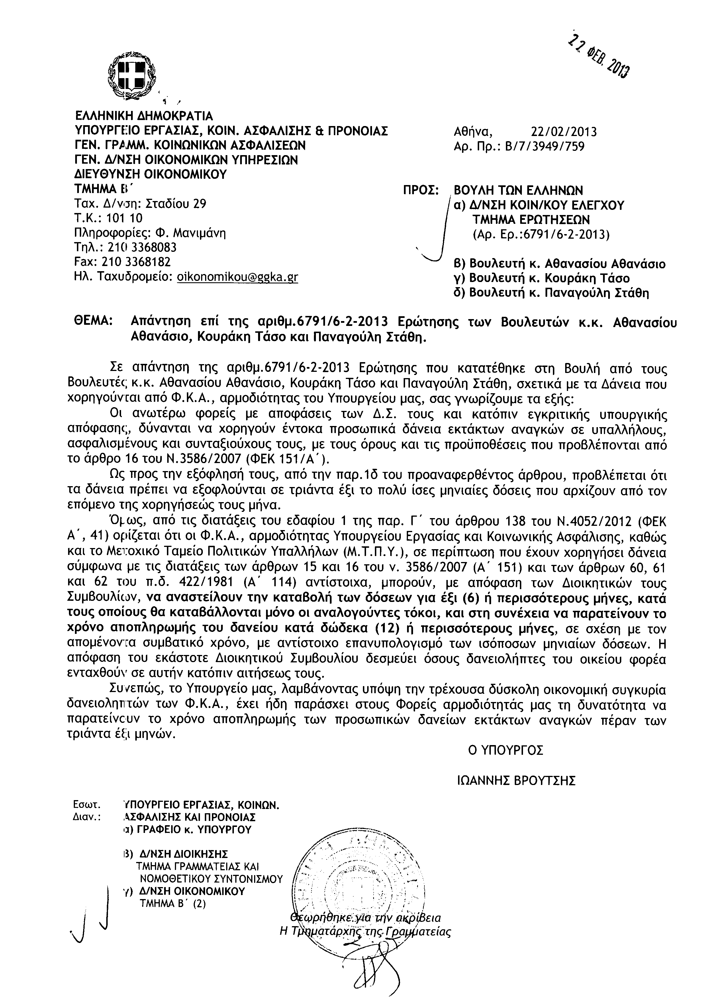 22 ΦΕΒ. 2013
ΕΛΛΗΝΙΚΗ ΔΗΜΟΚΡΑΤΙΑ
ΥΠΟΥΡΓΕΙΟ ΕΡΓΑΣΙΑΣ, ΚΟΙΝ. ΑΣΦΑΛΙΣΗΣ & ΠΡΟΝΟΙΑΣ
ΓΕΝ. ΓΡΑΜΜ. ΚΟΙΝΩΝΙΚΩΝ ΑΣΦΑΛΙΣΕΩΝ
ΓΕΝ. Δ/ΝΣΗ ΟΙΚΟΝΟΜΙΚΩΝ ΥΠΗΡΕΣΙΩΝ
ΔΙΕΥΘΥΝΣΗ ΟΙΚΟΝΟΜΙΚΟΥ
ΤΜΗΜΑ Β΄
Ταχ. Δ/νση: Σταδίου 29
Τ.Κ.: 101 10
Πληροφορίες: Φ. Μανιμάνη
Τηλ.: 210 3368083
Fax: 210 3368182
Ηλ. Ταχυδρομείο: oikonomikou@ggka.gr
Αθήνα, 22/02/2013
Αρ. Πρ.: Β/7/3949/759
ΠΡΟΣ: ΒΟΥΛΗ ΤΩΝ ΕΛΛΗΝΩΝ
α) Δ/ΝΣΗ ΚΟΙΝ/ΚΟΥ ΕΛΕΓΧΟΥ
ΤΜΗΜΑ ΕΡΩΤΗΣΕΩΝ
(Αρ. Ερ.:6791/6-2-2013)
β) Βουλευτή κ. Αθανασίου Αθανάσιο
γ) Βουλευτή κ. Κουράκη Τάσο
δ) Βουλευτή κ. Παναγούλη Στάθη
ΘΕΜΑ: Απάντηση επί της αριθμ.6791/6-2-2013 Ερώτησης των Βουλευτών κ.κ. Αθανασίου
Αθανάσιο, Κουράκη Τάσο και Παναγούλη Στάθη.
Σε απάντηση της αριθμ.6791/6-2-2013 Ερώτησης που κατατέθηκε στη Βουλή από τους
Βουλευτές κ.κ. Αθανασίου Αθανάσιο, Κουράκη Τάσο και Παναγούλη Στάθη, σχετικά με τα Δάνεια που
χορηγούνται από Φ.Κ.Α., αρμοδιότητας του Υπουργείου μας, σας γνωρίζουμε τα εξής:
Οι ανωτέρω φορείς με αποφάσεις των Δ.Σ. τους και κατόπιν εγκριτικής υπουργικής
απόφασης, δύνανται να χορηγούν έντοκα προσωπικά δάνεια εκτάκτων αναγκών σε υπαλλήλους,
ασφαλισμένους και συνταξιούχους τους, με τους όρους και τις προϋποθέσεις που προβλέπονται από
το άρθρο 16 του Ν.3586/2007 (ΦΕΚ 151/Α΄).
Ως προς την εξόφλησή τους, από την παρ.1δ του προαναφερθέντος άρθρου, προβλέπεται ότι
τα δάνεια πρέπει να εξοφλούνται σε τριάντα έξι το πολύ ίσες μηνιαίες δόσεις που αρχίζουν από τον
επόμενο της χορηγήσεώς τους μήνα.
Όμως, από τις διατάξεις του εδαφίου 1 της παρ. Γ΄ του άρθρου 138 του Ν.4052/2012 (ΦΕΚ
Α΄, 41) ορίζεται ότι οι Φ.Κ.Α., αρμοδιότητας Υπουργείου Εργασίας και Κοινωνικής Ασφάλισης, καθώς
και το Μετοχικό Ταμείο Πολιτικών Υπαλλήλων (Μ.Τ.Π.Υ.), σε περίπτωση που έχουν χορηγήσει δάνεια
σύμφωνα με τις διατάξεις των άρθρων 15 και 16 του ν. 3586/2007 (Α΄ 151) και των άρθρων 60, 61
και 62 του π.δ. 422/1981 (Α΄ 114) αντίστοιχα, μπορούν, με απόφαση των Διοικητικών τους
Συμβουλίων, να αναστείλουν την καταβολή των δόσεων για έξι (6) ή περισσότερους μήνες, κατά
τους οποίους θα καταβάλλονται μόνο οι αναλογούντες τόκοι, και στη συνέχεια να παρατείνουν το
χρόνο αποπληρωμής του δανείου κατά δώδεκα (12) ή περισσότερους μήνες, σε σχέση με τον
απομένοντα συμβατικό χρόνο, με αντίστοιχο επανυπολογισμό των ισόποσων μηνιαίων δόσεων. Η
απόφαση του εκάστοτε Διοικητικού Συμβουλίου δεσμεύει όσους δανειολήπτες του οικείου φορέα
ενταχθούν σε αυτήν κατόπιν αιτήσεως τους.
Συνεπώς, το Υπουργείο μας, λαμβάνοντας υπόψη την τρέχουσα δύσκολη οικονομική συγκυρία
δανειοληπτών των Φ.Κ.Α., έχει ήδη παράσχει στους Φορείς αρμοδιότητάς μας τη δυνατότητα να
παρατείνουν το χρόνο αποπληρωμής των προσωπικών δανείων εκτάκτων αναγκών πέραν των
τριάντα έξι μηνών.
Ο ΥΠΟΥΡΓΟΣ
ΙΩΑΝΝΗΣ ΒΡΟΥΤΣΗΣ
Εσωτ. ΥΠΟΥΡΓΕΙΟ ΕΡΓΑΣΙΑΣ, ΚΟΙΝΩΝ.
Διαν.: ΑΣΦΑΛΙΣΗΣ ΚΑΙ ΠΡΟΝΟΙΑΣ
α) ΓΡΑΦΕΙΟ κ. ΥΠΟΥΡΓΟΥ
β) Δ/ΝΣΗ ΔΙΟΙΚΗΣΗΣ
ΤΜΗΜΑ ΓΡΑΜΜΑΤΕΙΑΣ ΚΑΙ
ΝΟΜΟΘΕΤΙΚΟΥ ΣΥΝΤΟΝΙΣΜΟΥ
γ) Δ/ΝΣΗ ΟΙΚΟΝΟΜΙΚΟΥ
ΤΜΗΜΑ Β΄ (2)
Θεωρήθηκε για την ακρίβεια
Η Τμηματάρχης της Γραμματείας